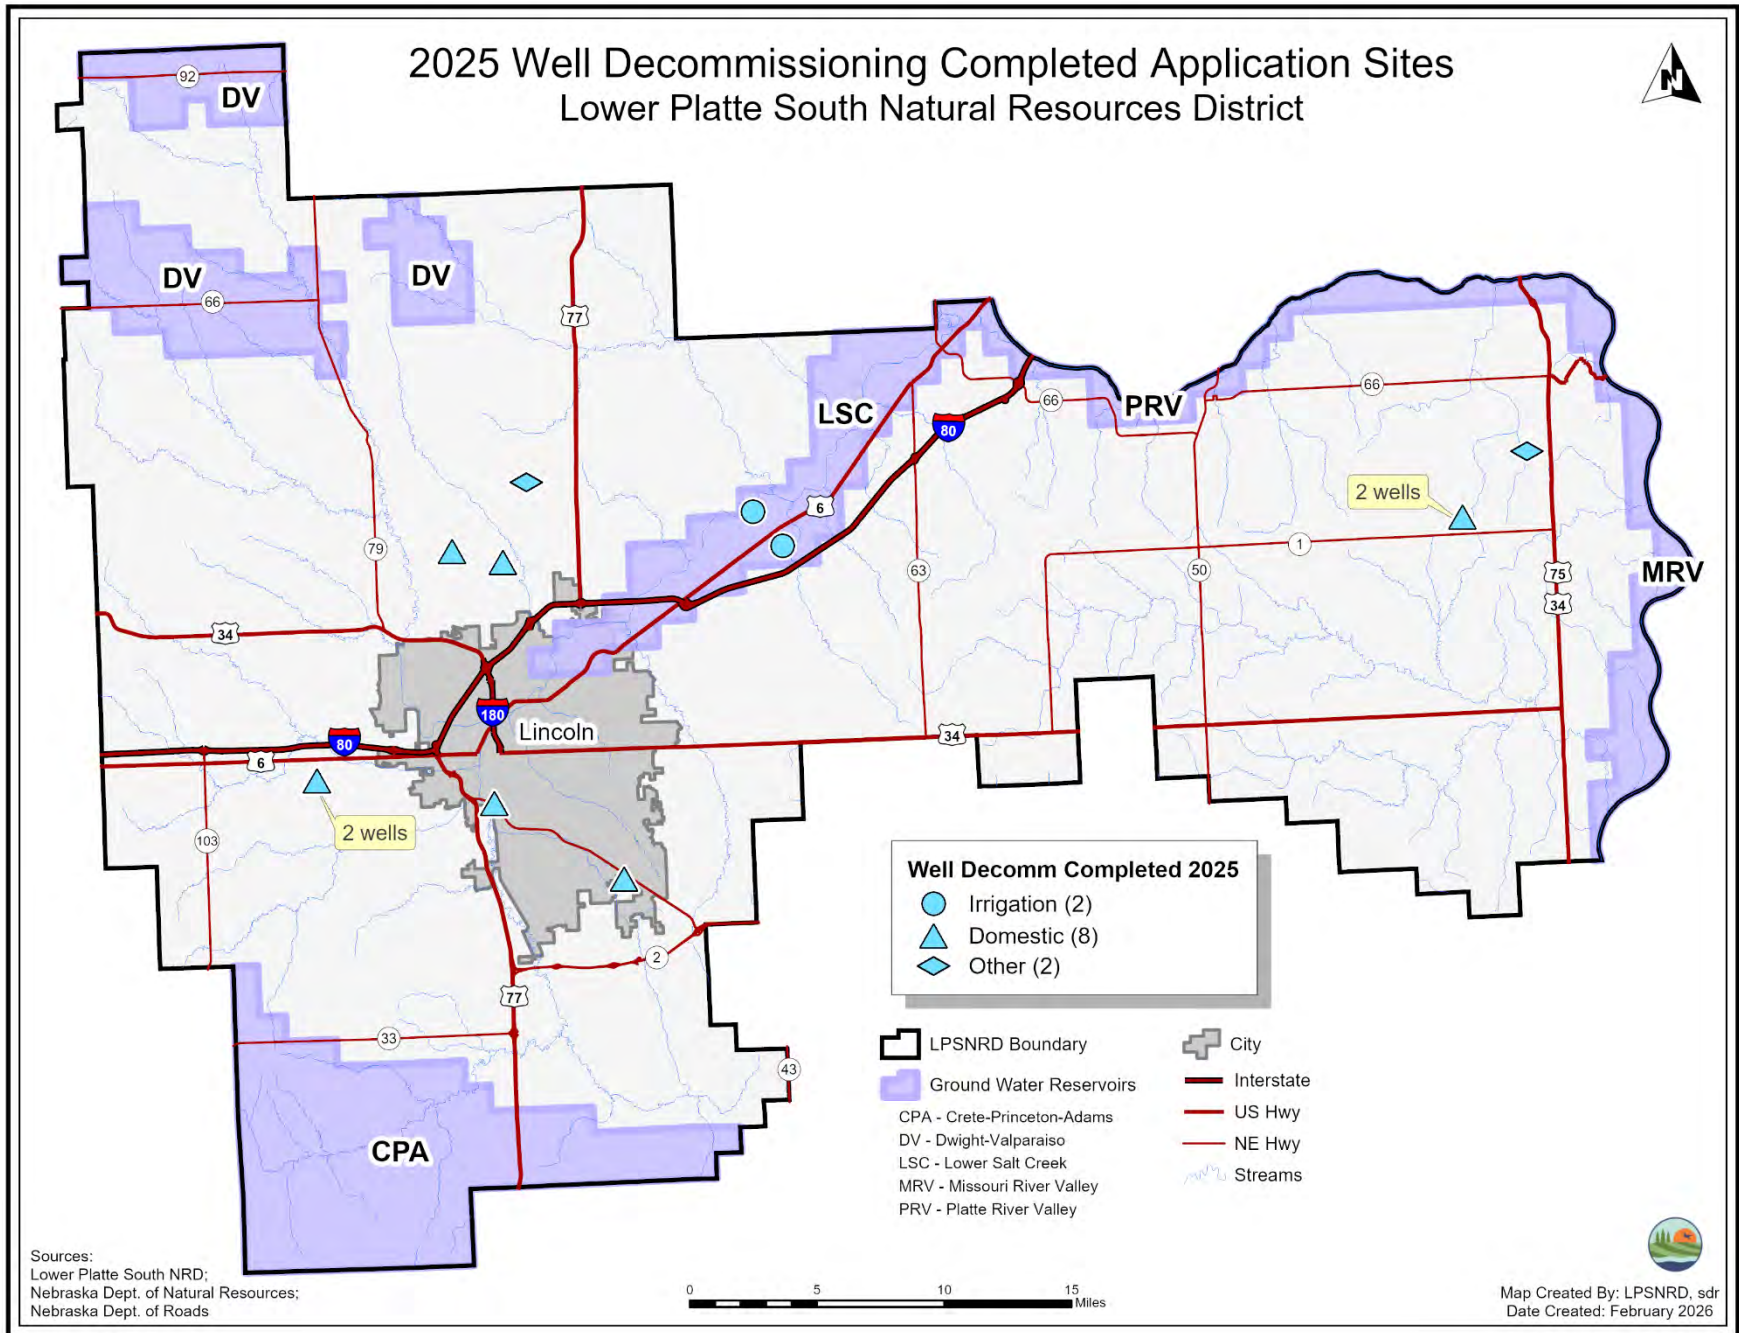 2025 Well Decommissioning Completed Application Sites
Lower Platte South Natural Resources District
N
92
DV
DV
DV
66
77
LSC
80
66
PRV
66
6
2 wells
79
63
1
50
75
34
MRV
34
180
Lincoln
80
6
34
2 wells
103
2
77
33
43
CPA
Well Decomm Completed 2025
Irrigation (2)
Domestic (8)
Other (2)
LPSNRD Boundary
Ground Water Reservoirs
CPA - Crete-Princeton-Adams
DV - Dwight-Valparaiso
LSC - Lower Salt Creek
MRV - Missouri River Valley
PRV - Platte River Valley
City
Interstate
US Hwy
NE Hwy
Streams
Sources:
Lower Platte South NRD;
Nebraska Dept. of Natural Resources;
Nebraska Dept. of Roads
0 5 10 15
Miles
Map Created By: LPSNRD, sdr
Date Created: February 2026